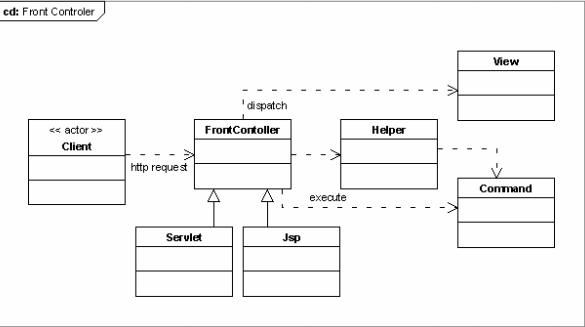 cd: Front Controler
View
dispatch
<< actor >>
Client
FrontContoller
Helper
http request
Command
execute
Servlet
Jsp